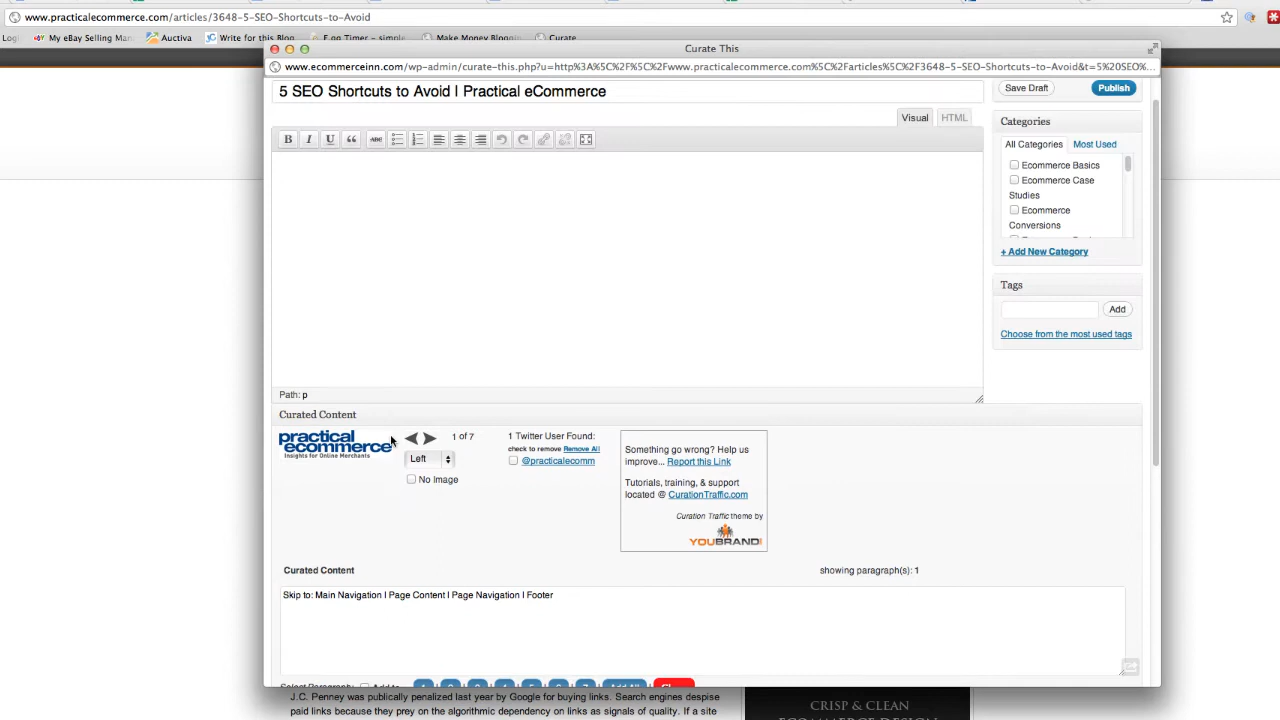 www.practicalecommerce.com/articles/3648-5-SEO-Shortcuts-to-Avoid
Logi My eBay Selling Man Auctiva Write for this Blog Egg Timer – simple Make Money Bloggin Curate
Curate This
www.ecommerceinn.com/wp-admin/curate-this.php?u=http%3A%5C%2F%5C%2Fwww.practicalecommerce.com%5C%2Farticles%5C%2F3648-5-SEO-Shortcuts-to-Avoid&t=5%20SEO%...
5 SEO Shortcuts to Avoid | Practical eCommerce
Save Draft Publish
Visual HTML
Categories
B I U ABC
All Categories Most Used
Ecommerce Basics
Ecommerce Case
Studies
Ecommerce
Conversions
+ Add New Category
Tags
Add
Choose from the most used tags
Path: p
Curated Content
practical
ecommerce
Insights for Online Merchants
1 of 7
Left
No Image
1 Twitter User Found:
check to remove Remove All
@practicalecomm
Something go wrong? Help us
improve... Report this Link
Tutorials, training, & support
located @ CurationTraffic.com
Curation Traffic theme by
YOUBRAND!
Curated Content showing paragraph(s): 1
Skip to: Main Navigation | Page Content | Page Navigation | Footer
J.C. Penney was publically penalized last year by Google for buying links. Search engines despise
paid links because they prey on the algorithmic dependency on links as signals of quality. If a site
CRISP & CLEAN